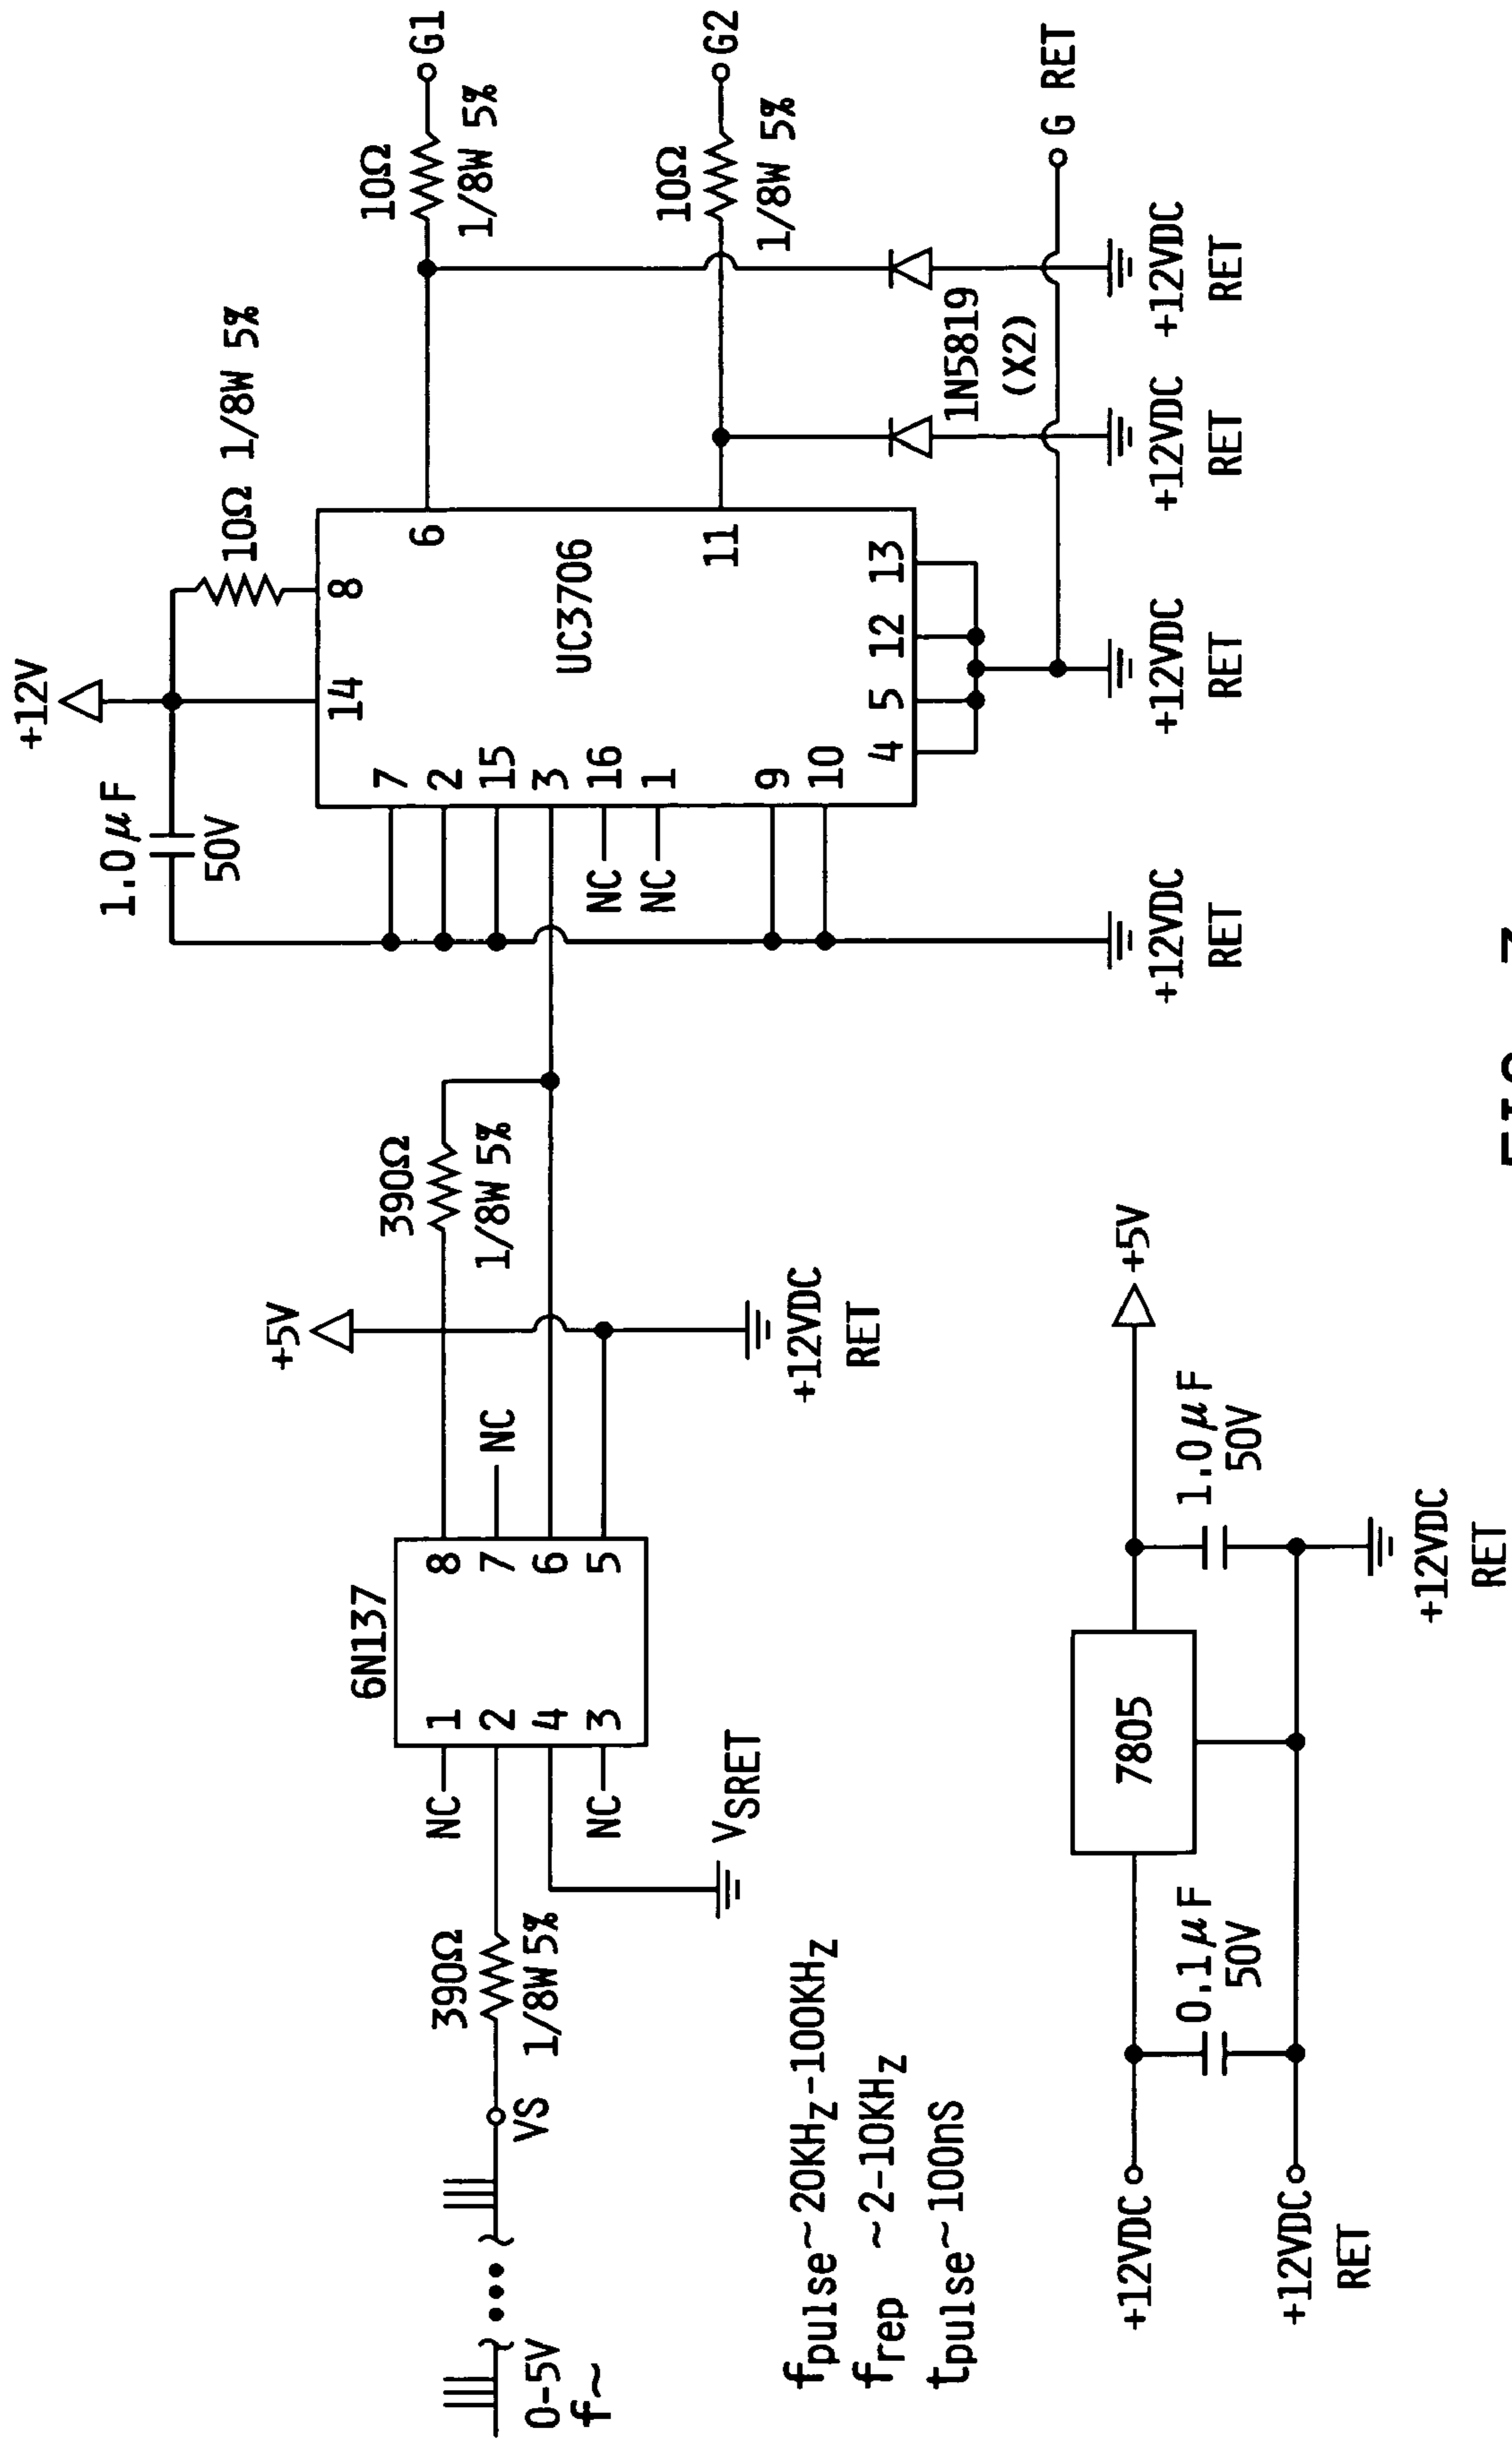 +12V
1.0μF
50V
10Ω 1/8W 5%
14
8
7
2
15
3
16
1
9
10
NC
NC
UC3706
6
11
4
5
12
13
10Ω
1/8W 5%
G1
10Ω
1/8W 5%
G2
1N5819
(X2)
G RET
+12VDC
RET
+12VDC
RET
+12VDC
RET
+12VDC
RET
0-5V
f~
VS
390Ω
1/8W 5%
6N137
NC
NC
1
2
4
3
8
7
6
5
VSRET
NC
+5V
390Ω
1/8W 5%
+12VDC
RET
fpulse~20KHz-100KHz
frep ~2-10KHz
tpulse~100nS
+12VDC
+12VDC
RET
0.1μF
50V
7805
1.0μF
50V
+5V
+12VDC
RET